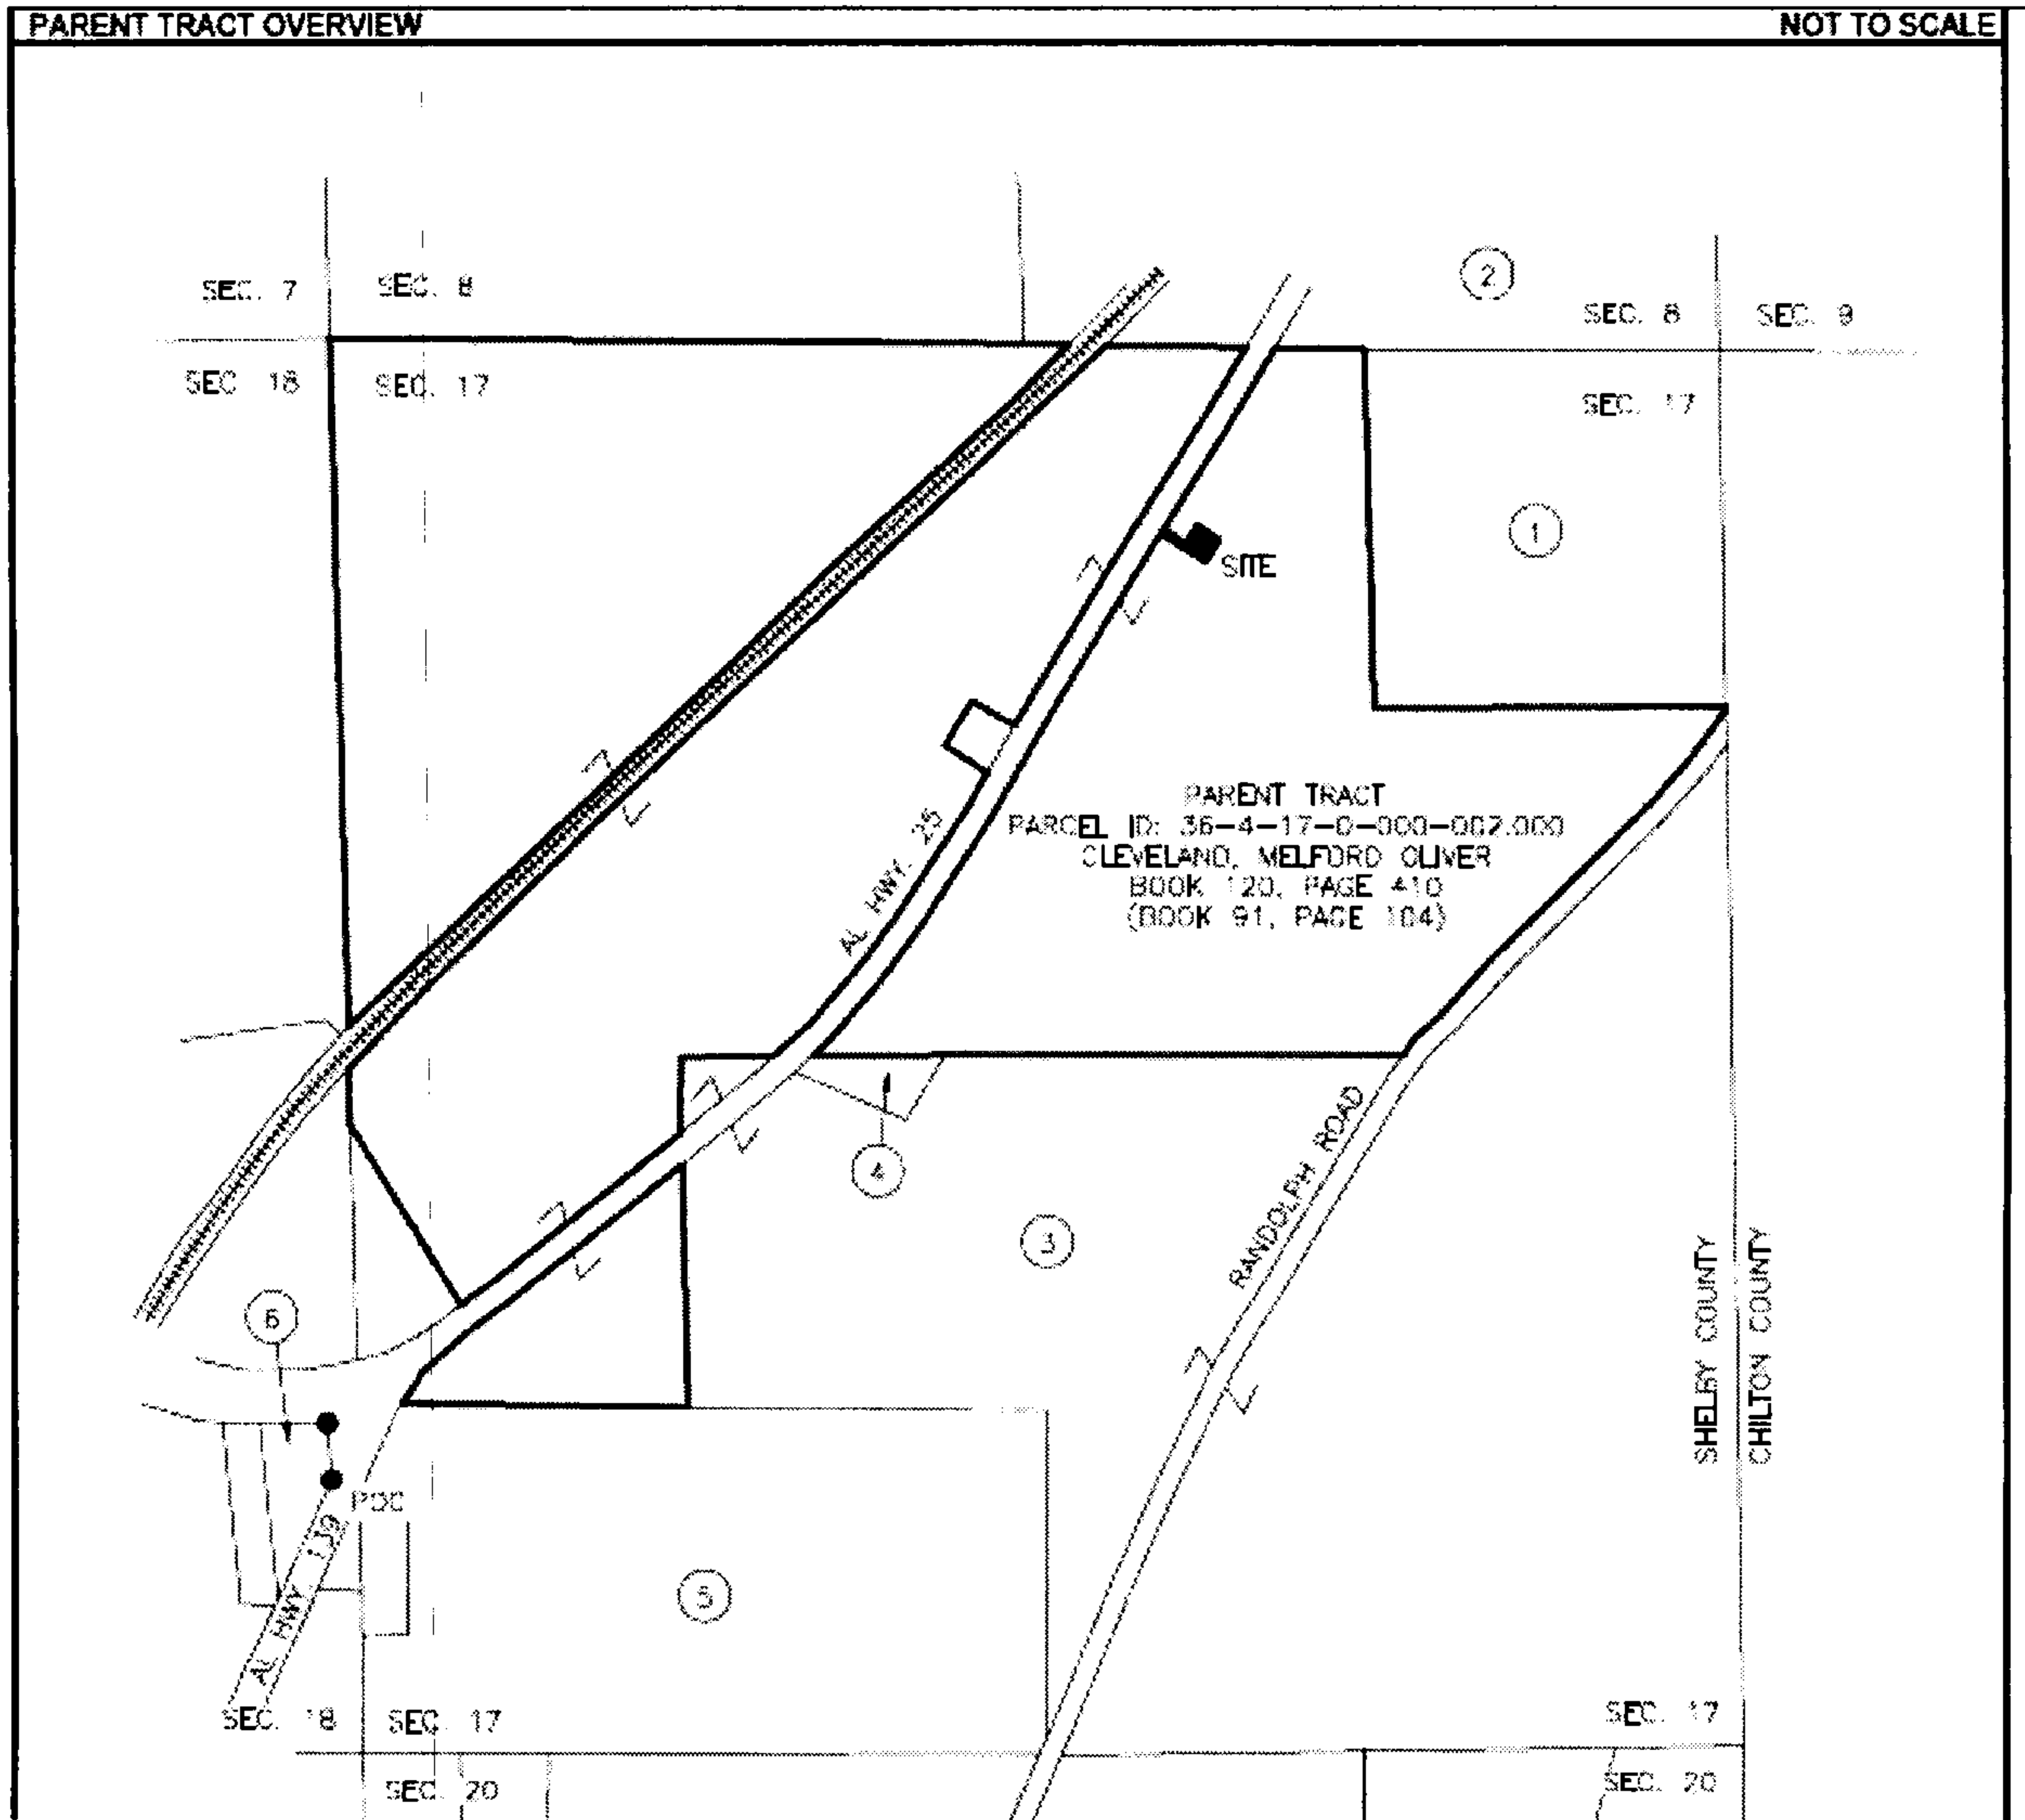 PARENT TRACT OVERVIEW
NOT TO SCALE
2
SEC. 7
SEC. 8
SEC. 8
SEC. 9
SEC 18
SEC. 17
SEC. 17
1
SITE
PARENT TRACT
PARCEL ID: 36-4-17-0-000-002.000
CLEVELAND, MELFORD OLIVER
BOOK 120, PAGE 410
(BOOK 91, PAGE 104)
AL HWY. 25
4
3
RANDOLPH ROAD
SHELBY COUNTY
CHILTON COUNTY
6
POC
AL HWY 139
5
SEC. 18
SEC. 17
SEC. 17
SEC. 20
SEC. 20